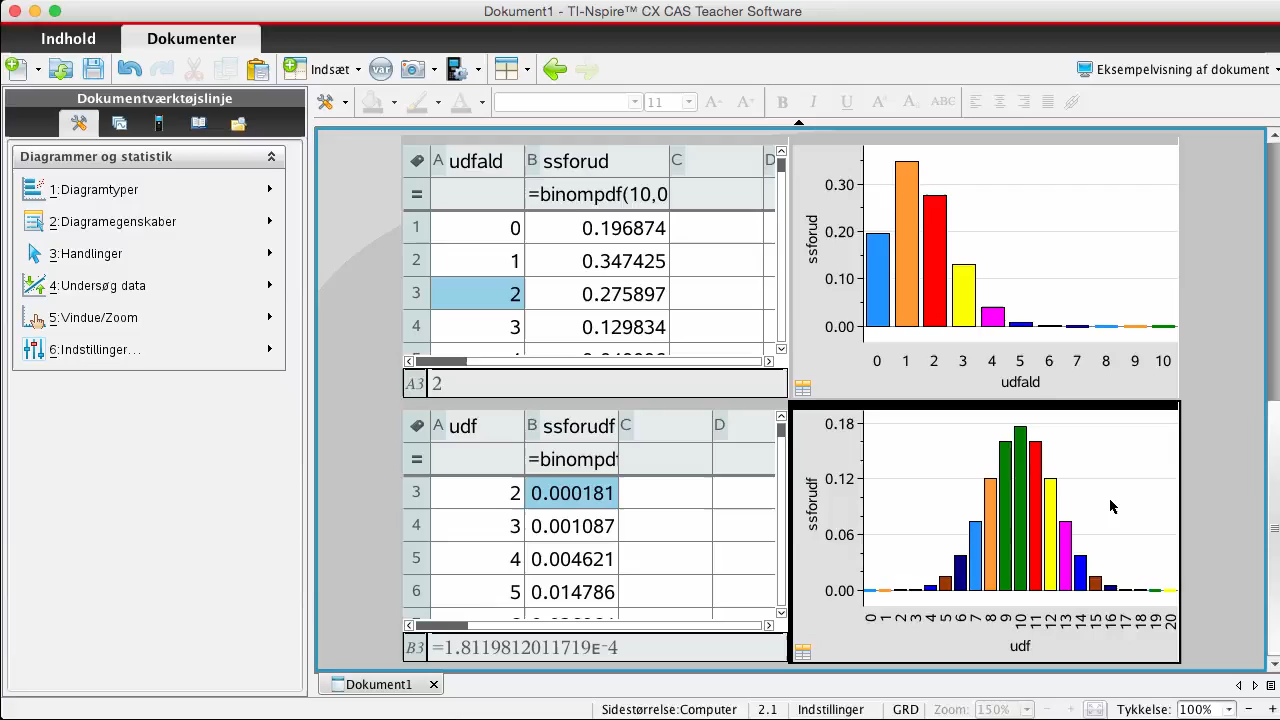 Dokument1 - TI-Nspire™ CX CAS Teacher Software
Indhold
Dokumenter
Indsæt
var
Eksempelvisning af dokument
Dokumentværktøjslinje
11
A
A
B
I
U
A
A
ABC
Diagrammer og statistik
1:Diagramtyper
2:Diagramegenskaber
3:Handlinger
4:Undersøg data
5:Vindue/Zoom
6:Indstillinger...
A udfald B ssforud C D
= =binompdf(10,0
1 0 0.196874
2 1 0.347425
3 2 0.275897
4 3 0.129834
A3 2
0.30
0.20
0.10
0.00
ssforud
0 1 2 3 4 5 6 7 8 9 10
udfald
A udf B ssforudf C D
= =binompdf
3 2 0.000181
4 3 0.001087
5 4 0.004621
6 5 0.014786
B3 =1.8119812011719ᴇ-4
0.18
0.12
0.06
0.00
ssforudf
0 1 2 3 4 5 6 7 8 9 10 11 12 13 14 15 16 17 18 19 20
udf
Dokument1
Sidestørrelse:Computer 2.1 Indstillinger GRD Zoom: 150% Tykkelse: 100%